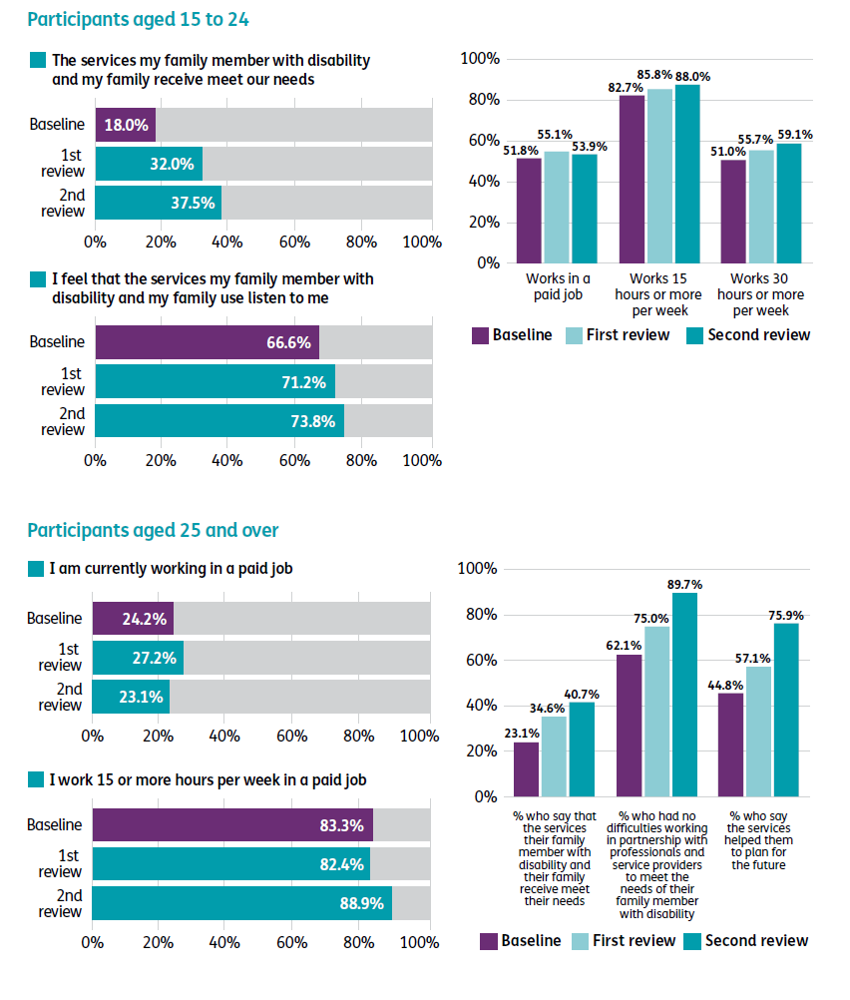 Participants aged 15 to 24
The services my family member with disability
and my family receive meet our needs
Baseline
18.0%
1st
review
32.0%
2nd
review
37.5%
0% 20% 40% 60% 80% 100%
I feel that the services my family member with
disability and my family use listen to me
Baseline
66.6%
1st
review
71.2%
2nd
review
73.8%
0% 20% 40% 60% 80% 100%
100%
80%
60%
40%
20%
0%
51.8% 55.1% 53.9%
82.7% 85.8% 88.0%
51.0% 55.7% 59.1%
Works in a
paid job
Works 15
hours or more
per week
Works 30
hours or more
per week
Baseline First review Second review
Participants aged 25 and over
I am currently working in a paid job
Baseline
24.2%
1st
review
27.2%
2nd
review
23.1%
0% 20% 40% 60% 80% 100%
I work 15 or more hours per week in a paid job
Baseline
83.3%
1st
review
82.4%
2nd
review
88.9%
0% 20% 40% 60% 80% 100%
100%
80%
60%
40%
20%
0%
23.1% 34.6% 40.7%
62.1% 75.0% 89.7%
44.8% 57.1% 75.9%
% who say that
the services
their family
member with
disability and
their family
receive meet
their needs
% who had no
difficulties working
in partnership with
professionals and
service providers
to meet the
needs of their
family member
with disability
% who say
the services
helped them
to plan for
the future
Baseline First review Second review